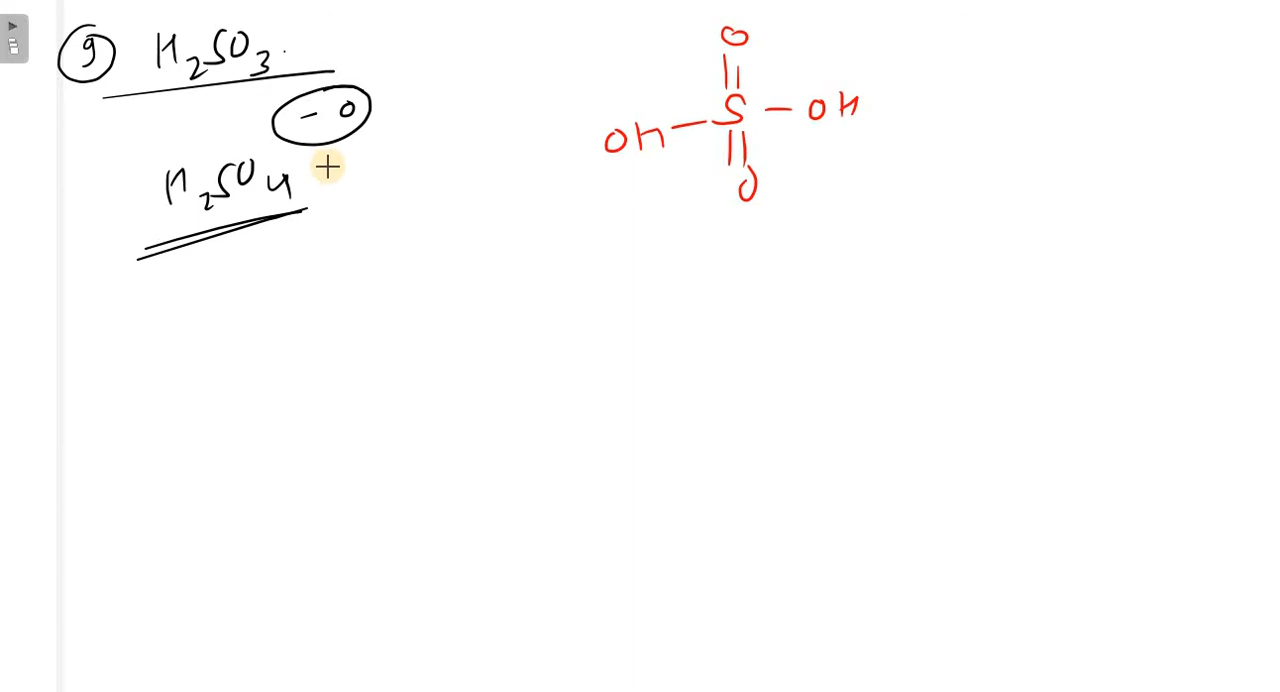 9 H2SO3.
- O
H2SO4
O
||
OH - S - OH
||
O